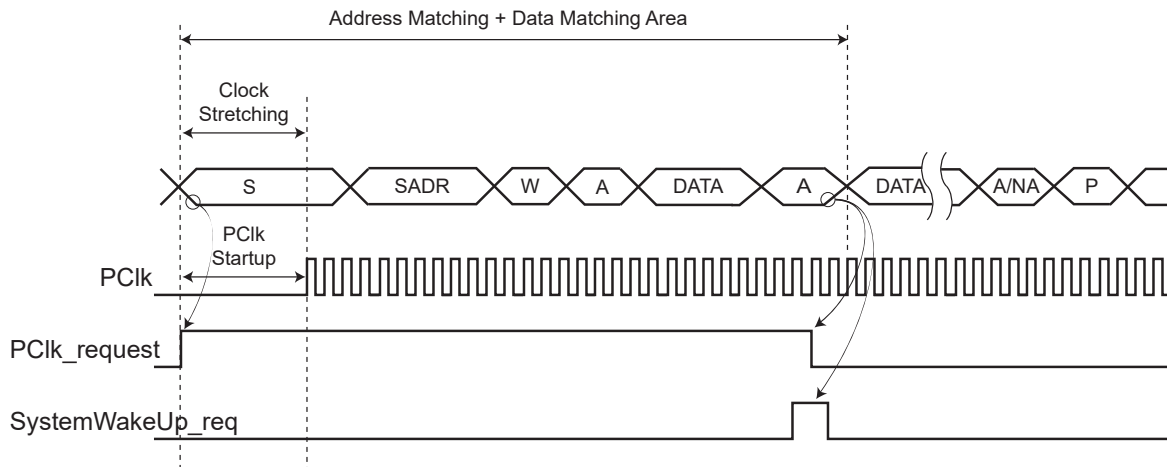 Address Matching + Data Matching Area
Clock
Stretching
S
SADR
W
A
DATA
A
DATA
A/NA
P
PClk
Startup
PClk
PClk_request
SystemWakeUp_req